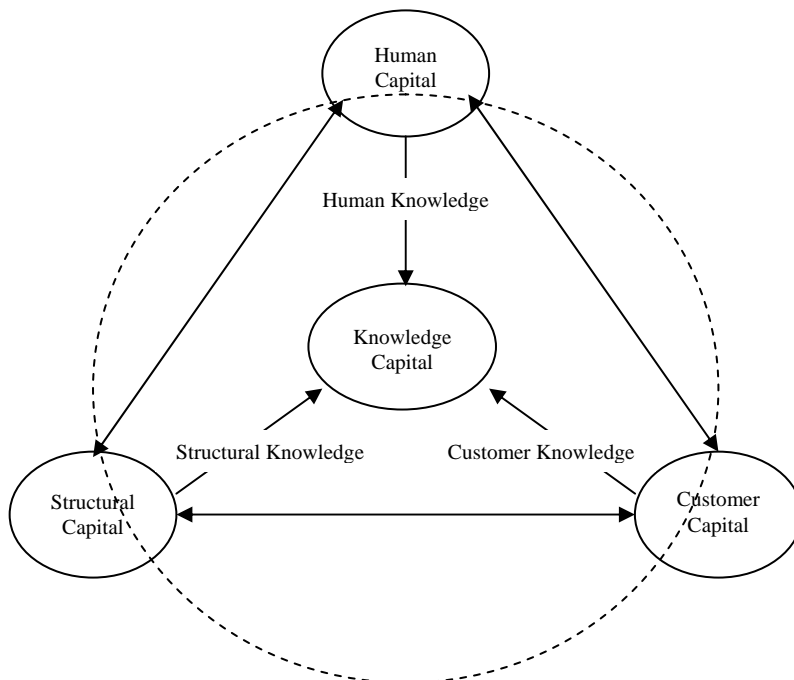 Human
Capital
Human Knowledge
Knowledge
Capital
Structural Knowledge
Customer Knowledge
Structural
Capital
Customer
Capital